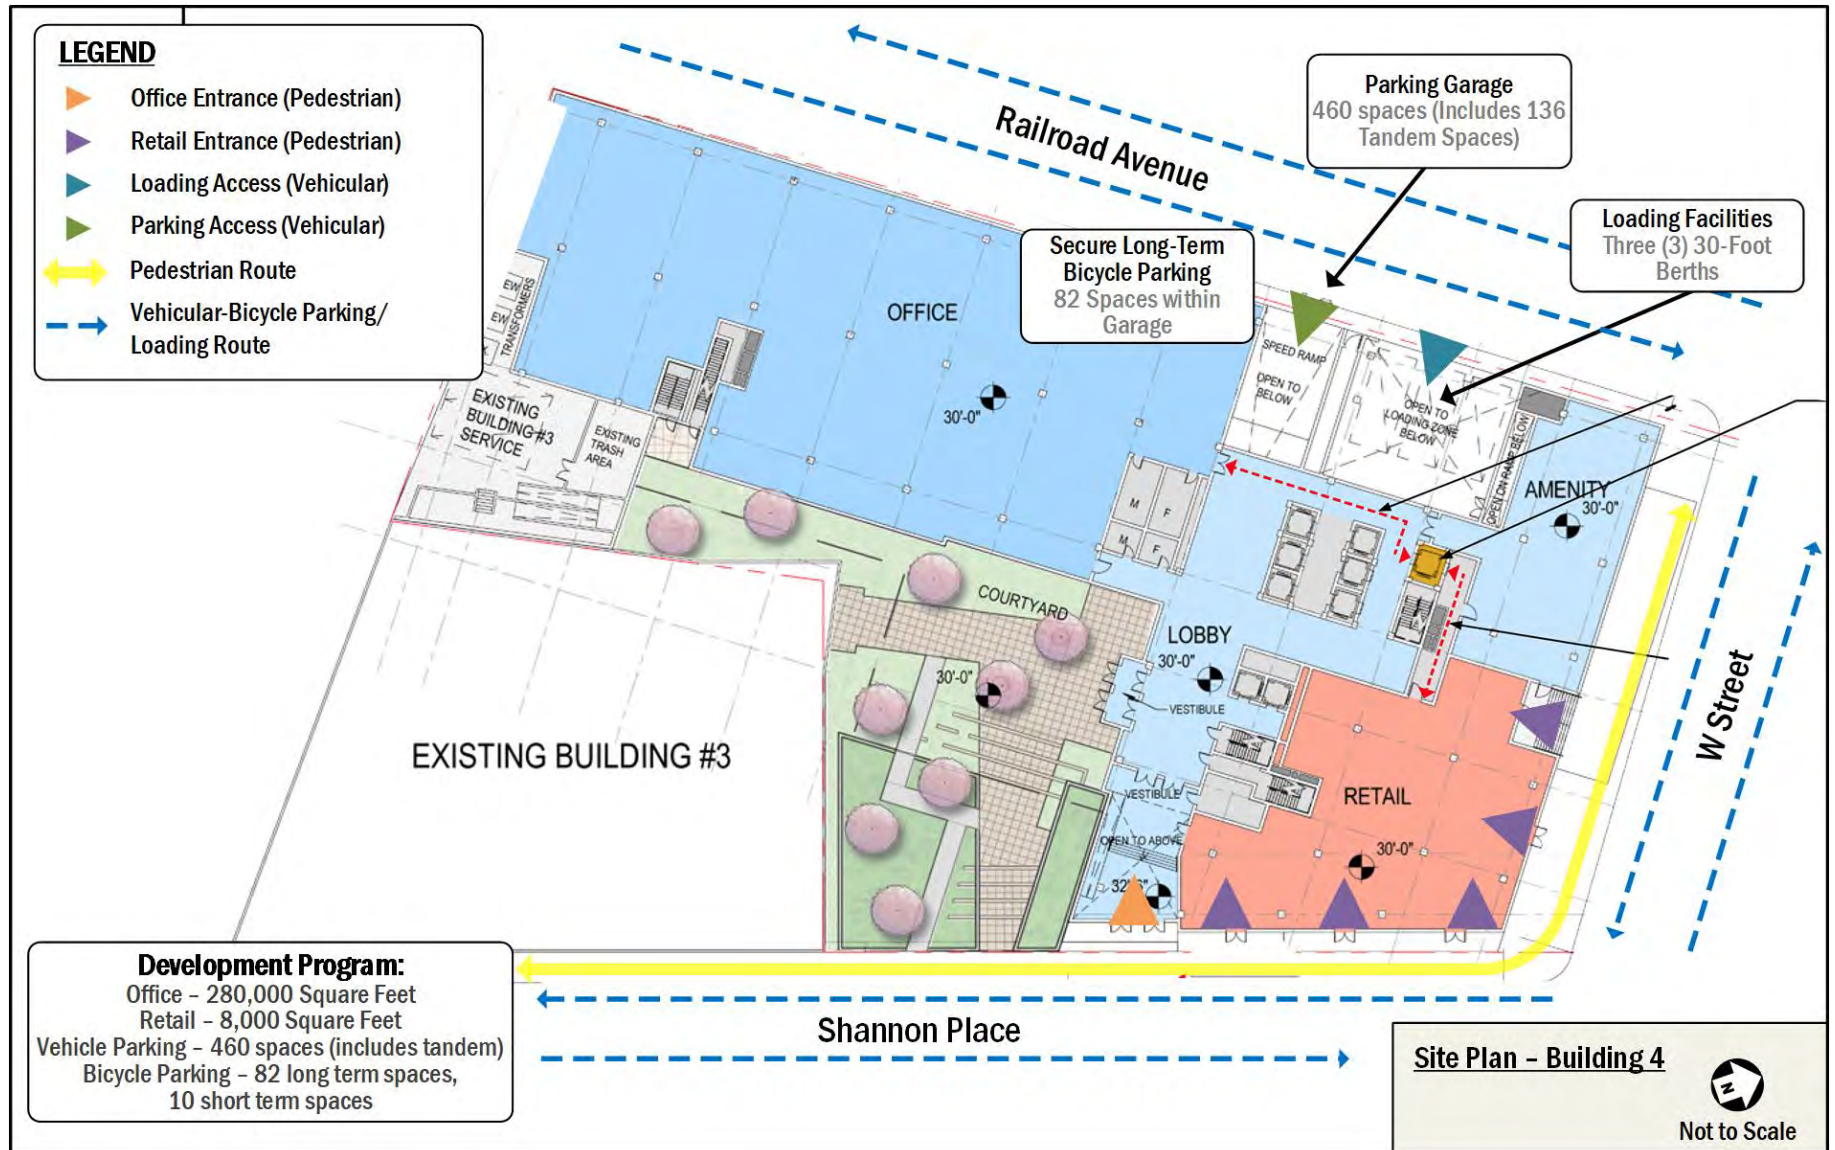 LEGEND
Office Entrance (Pedestrian)
Retail Entrance (Pedestrian)
Loading Access (Vehicular)
Parking Access (Vehicular)
Pedestrian Route
Vehicular-Bicycle Parking/
Loading Route
Railroad Avenue
Parking Garage
460 spaces (Includes 136
Tandem Spaces)
Loading Facilities
Three (3) 30-Foot
Berths
Secure Long-Term
Bicycle Parking
82 Spaces within
Garage
OFFICE
30'-0"
EW
EW
TRANSFORMERS
EXISTING
BUILDING #3
SERVICE
EXISTING
TRASH
AREA
SPEED RAMP
OPEN TO
BELOW
OPEN TO
LOADING ZONE
BELOW
OPEN ON RAMP BELOW
AMENITY
30'-0"
M
F
M
F
COURTYARD
30'-0"
LOBBY
30'-0"
VESTIBULE
VESTIBULE
OPEN TO ABOVE
RETAIL
30'-0"
W Street
EXISTING BUILDING #3
Development Program:
Office – 280,000 Square Feet
Retail – 8,000 Square Feet
Vehicle Parking – 460 spaces (includes tandem)
Bicycle Parking – 82 long term spaces,
10 short term spaces
Shannon Place
Site Plan – Building 4
N
Not to Scale